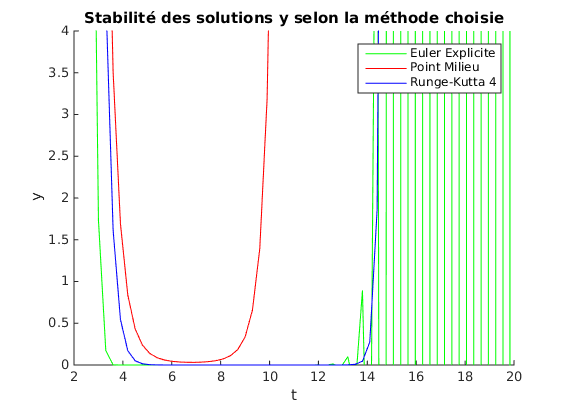 Stabilité des solutions y selon la méthode choisie
Euler Explicite
Point Milieu
Runge-Kutta 4
4
3.5
3
2.5
2
1.5
1
0.5
0
y
2 4 6 8 10 12 14 16 18 20
t